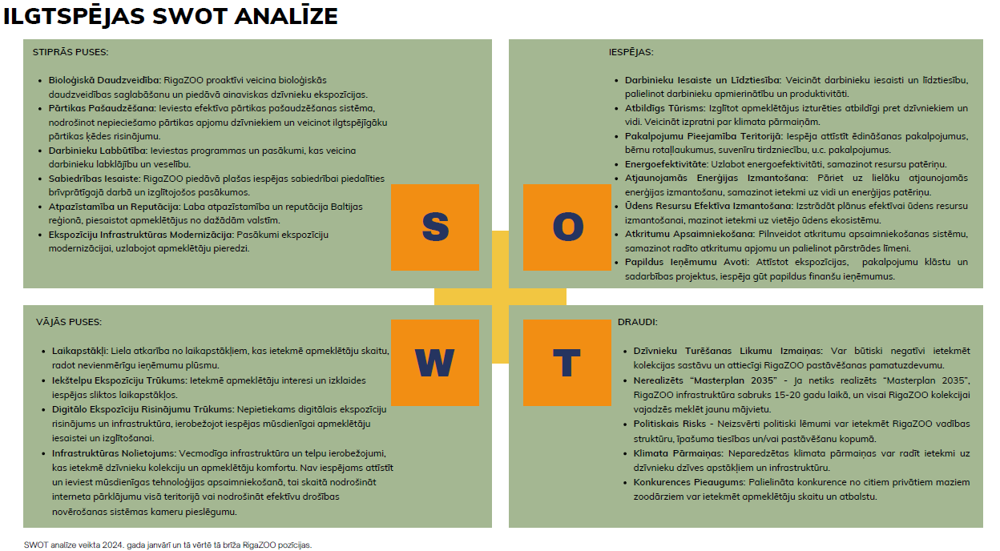 ILGTSPĒJAS SWOT ANALĪZE
STIPRĀS PUSES:
• Bioloģiskā Daudzveidība: RigaZOO proaktīvi veicina bioloģiskās
daudzveidības saglabāšanu un piedāvā ainaviskas dzīvnieku ekspozīcijas.
• Pārtikas Pašaudzēšana: Ieviesta efektīva pārtikas pašaudzēšanas sistēma,
nodrošinot nepieciešamo pārtikas apjomu dzīvniekiem un veicinot ilgtspējīgāku
pārtikas ķēdes risinājumu.
• Darbinieku Labbūtība: Ieviestas programmas un pasākumi, kas veicina
darbinieku labklājību un veselību.
• Sabiedrības Iesaiste: RigaZOO piedāvā plašas iespējas sabiedrībai piedalīties
brīvprātīgajā darbā un izglītojošos pasākumos.
• Atpazīstamība un Reputācija: Laba atpazīstamība un reputācija Baltijas
reģionā, piesaistot apmeklētājus no dažādām valstīm.
• Ekspozīciju Infrastruktūras Modernizācija: Pasākumi ekspozīciju
modernizācijai, uzlabojot apmeklētāju pieredzi.
S
IESPĒJAS:
• Darbinieku Iesaiste un Līdztiesība: Veicināt darbinieku iesaisti un līdztiesību,
palielinot darbinieku apmierinātību un produktivitāti.
• Atbildīgs Tūrisms: Izglītot apmeklētājus izturēties atbildīgi pret dzīvniekiem un
vidi. Veicināt izpratni par klimata pārmaiņām.
• Pakalpojumu Pieejamība Teritorijā: Iespēja attīstīt ēdināšanas pakalpojumus,
bērnu rotaļlaukumus, suvenīru tirdzniecību, u.c. pakalpojumus.
• Energoefektivitāte: Uzlabot energoefektivitāti, samazinot resursu patēriņu.
• Atjaunojamās Enerģijas Izmantošana: Pāriet uz lielāku atjaunojamās
enerģijas izmantošanu, samazinot ietekmi uz vidi un enerģijas patēriņu.
• Ūdens Resursu Efektīva Izmantošana: Izstrādāt plānus efektīvai ūdens resursu
izmantošanai, mazinot ietekmi uz vietējo ūdens ekosistēmu.
• Atkritumu Apsaimniekošana: Pilnveidot atkritumu apsaimniekošanas sistēmu,
samazinot radīto atkritumu apjomu un palielinot pārstrādes līmeni.
• Papildus Ieņēmumu Avoti: Attīstot ekspozīcijas, pakalpojumu klāstu un
sadarbības projektus, iespēja gūt papildus finanšu ieņēmumus.
O
VĀJĀS PUSES:
• Laikapstākļi: Liela atkarība no laikapstākļiem, kas ietekmē apmeklētāju skaitu,
radot nevienmērīgu ieņēmumu plūsmu.
• Iekštelpu Ekspozīciju Trūkums: Ietekmē apmeklētāju interesi un izklaides
iespējas sliktos laikapstākļos.
• Digitālo Ekspozīciju Risinājumu Trūkums: Nepietiekams digitālais ekspozīciju
risinājums un infrastruktūra, ierobežojot iespējas mūsdienīgai apmeklētāju
iesaistei un izglītošanai.
• Infrastruktūras Nolietojums: Vecmodīga infrastruktūra un telpu ierobežojumi,
kas ietekmē dzīvnieku kolekciju un apmeklētāju komfortu. Nav iespējams attīstīt
un ieviest mūsdienīgas tehnoloģijas apsaimniekošanā, tai skaitā nodrošināt
interneta pārklājumu visā teritorijā vai nodrošināt efektīvu drošības
novērošanas sistēmas kameru pieslēgumu.
W
DRAUDI:
• Dzīvnieku Turēšanas Likumu Izmaiņas: Var būtiski negatīvi ietekmēt
kolekcijas sastāvu un attiecīgi RigaZOO pastāvēšanas pamatuzdevumu.
• Nerealizēts “Masterplan 2035” - Ja netiks realizēts “Masterplan 2035”,
RigaZOO infrastruktūra sabruks 15-20 gadu laikā, un visai RigaZOO kolekcijai
vajadzēs meklēt jaunu mājvietu.
• Politiskais Risks - Neizsvērti politiski lēmumi var ietekmēt RigaZOO vadības
struktūru, īpašuma tiesības un/vai pastāvēšanu kopumā.
• Klimata Pārmaiņas: Neparedzētas klimata pārmaiņas var radīt ietekmi uz
dzīvnieku dzīves apstākļiem un infrastruktūru.
• Konkurences Pieaugums: Palielināta konkurence no citiem privātiem maziem
zoodārziem var ietekmēt apmeklētāju skaitu un atbalstu.
T
SWOT analīze veikta 2024. gada janvārī un tā vērtē tā brīža RigaZOO pozīcijas.